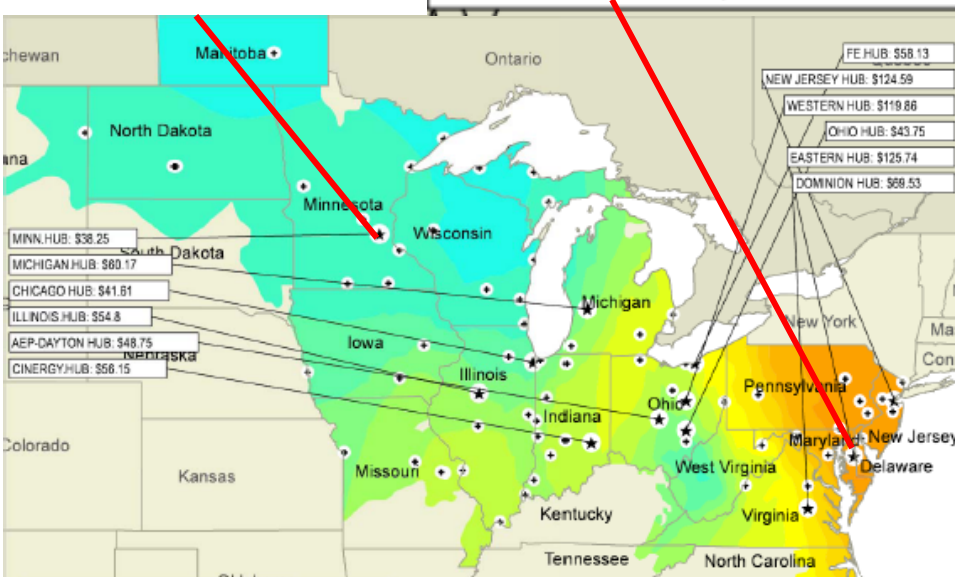 Manitoba
chewan
Ontario
FE.HUB: $58.13
NEW JERSEY HUB: $124.59
WESTERN HUB: $119.86
OHIO HUB: $43.75
EASTERN HUB: $125.74
DOMINION HUB: $69.53
North Dakota
ana
Minnesota
Wisconsin
MINN.HUB: $38.25
South Dakota
MICHIGAN.HUB: $60.17
CHICAGO HUB: $41.61
ILLINOIS.HUB: $54.8
AEP-DAYTON HUB: $48.75
Nebraska
CINERGY.HUB: $56.15
Michigan
New York
Ma
Con
Iowa
Illinois
Indiana
Ohio
Pennsylvania
Maryland
New Jersey
Delaware
Colorado
Kansas
Missouri
West Virginia
Virginia
Kentucky
Tennessee
North Carolina